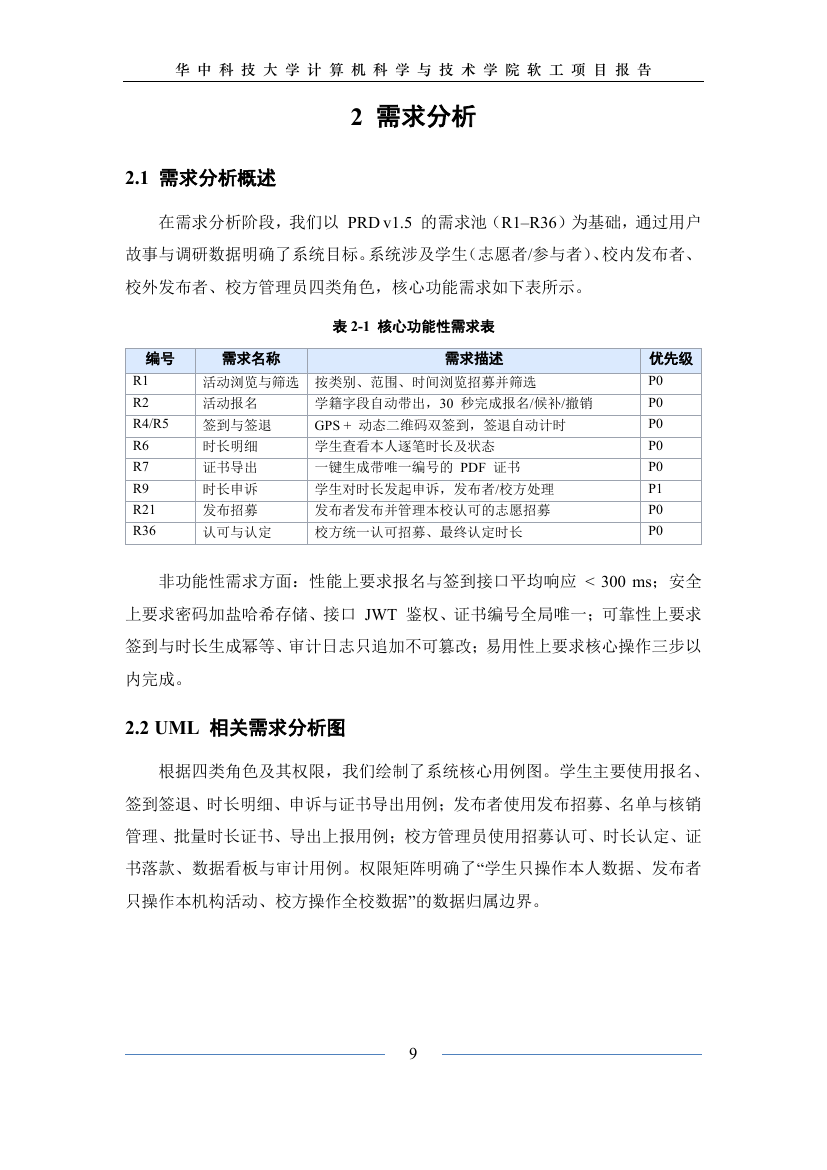 华中科技大学计算机科学与技术学院软工项目报告
2 需求分析
2.1 需求分析概述
在需求分析阶段，我们以 PRD v1.5 的需求池（R1–R36）为基础，通过用户
故事与调研数据明确了系统目标。系统涉及学生（志愿者/参与者）、校内发布者、
校外发布者、校方管理员四类角色，核心功能需求如下表所示。
表 2-1 核心功能性需求表
编号 需求名称 需求描述 优先级
R1 活动浏览与筛选 按类别、范围、时间浏览招募并筛选 P0
R2 活动报名 学籍字段自动带出，30 秒完成报名/候补/撤销 P0
R4/R5 签到与签退 GPS + 动态二维码双签到，签退自动计时 P0
R6 时长明细 学生查看本人逐笔时长及状态 P0
R7 证书导出 一键生成带唯一编号的 PDF 证书 P0
R9 时长申诉 学生对时长发起申诉，发布者/校方处理 P1
R21 发布招募 发布者发布并管理本校认可的志愿招募 P0
R36 认可与认定 校方统一认可招募、最终认定时长 P0
非功能性需求方面：性能上要求报名与签到接口平均响应 < 300 ms；安全
上要求密码加盐哈希存储、接口 JWT 鉴权、证书编号全局唯一；可靠性上要求
签到与时长生成幂等、审计日志只追加不可篡改；易用性上要求核心操作三步以
内完成。
2.2 UML 相关需求分析图
根据四类角色及其权限，我们绘制了系统核心用例图。学生主要使用报名、
签到签退、时长明细、申诉与证书导出用例；发布者使用发布招募、名单与核销
管理、批量时长证书、导出上报用例；校方管理员使用招募认可、时长认定、证
书落款、数据看板与审计用例。权限矩阵明确了“学生只操作本人数据、发布者
只操作本机构活动、校方操作全校数据”的数据归属边界。
9